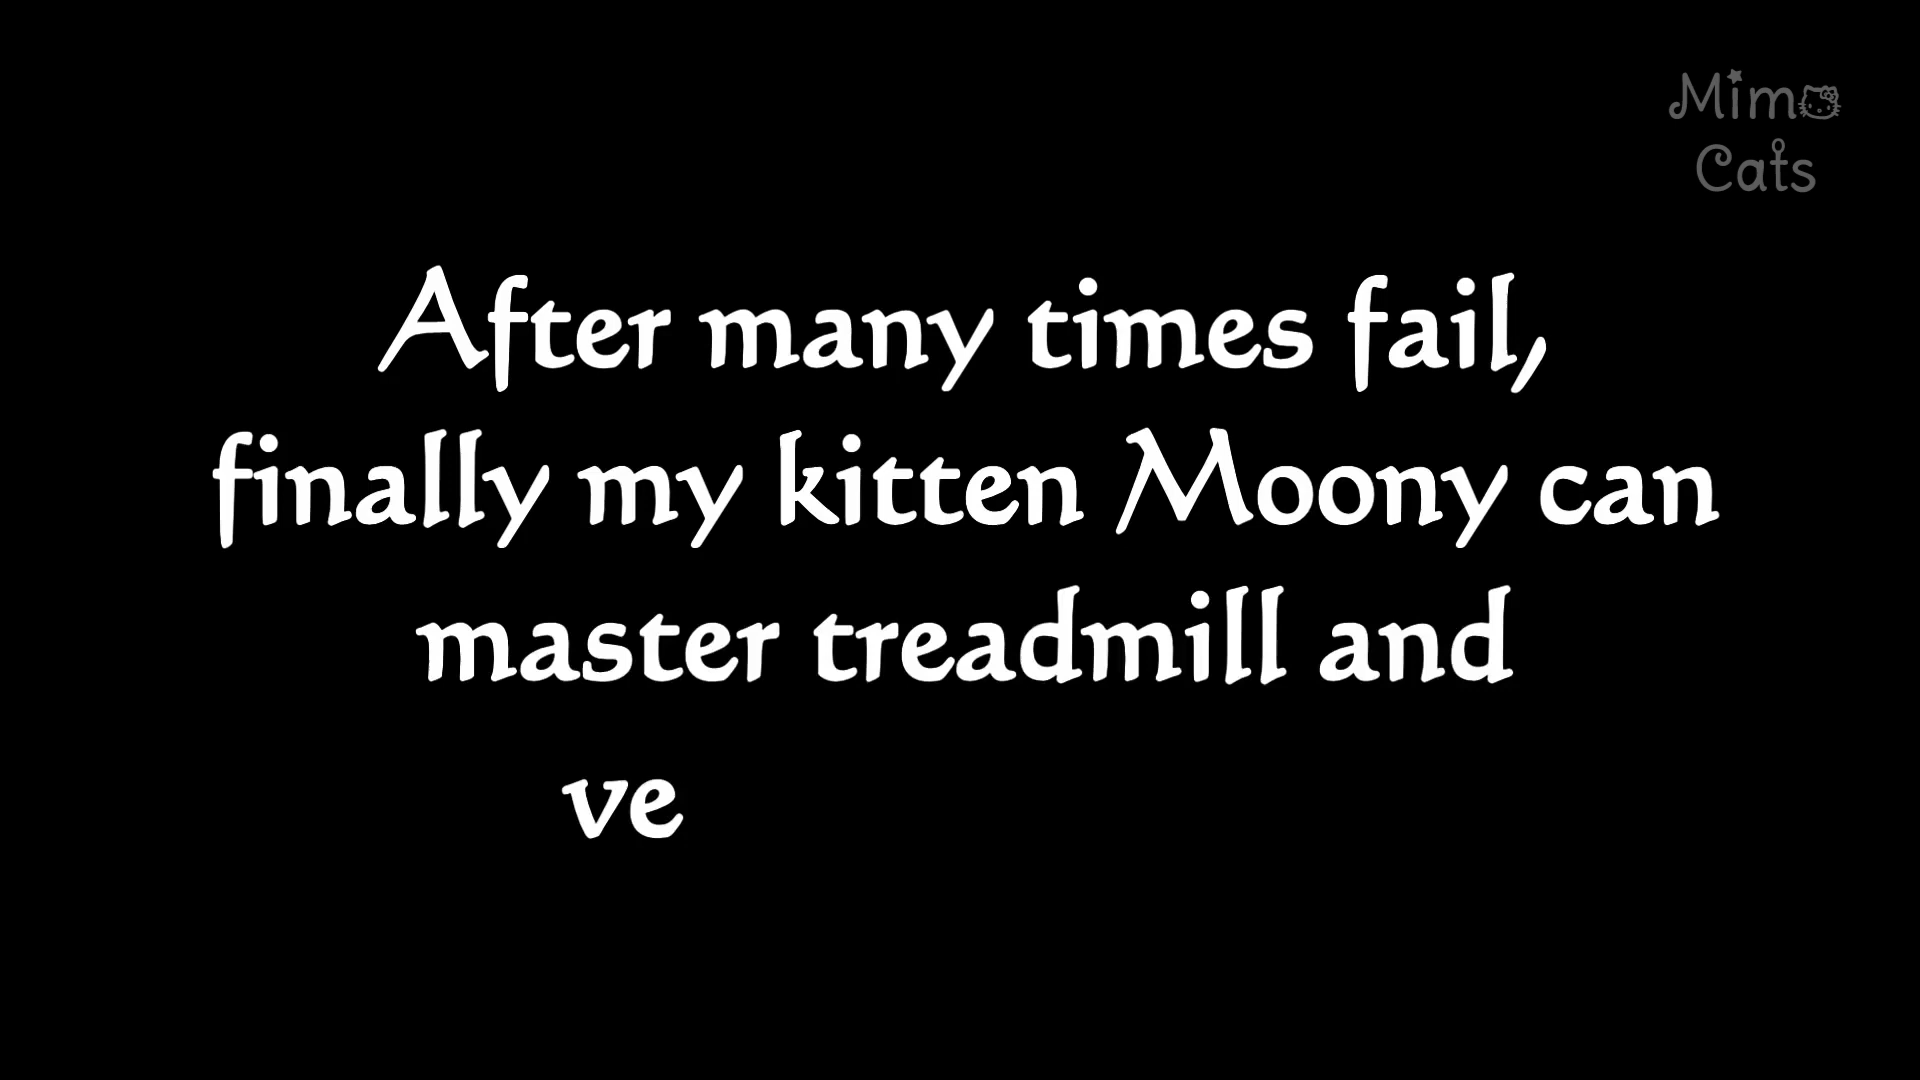 Mimo
Cats
After many times fail,
finally my kitten Moony can
master treadmill and
ve